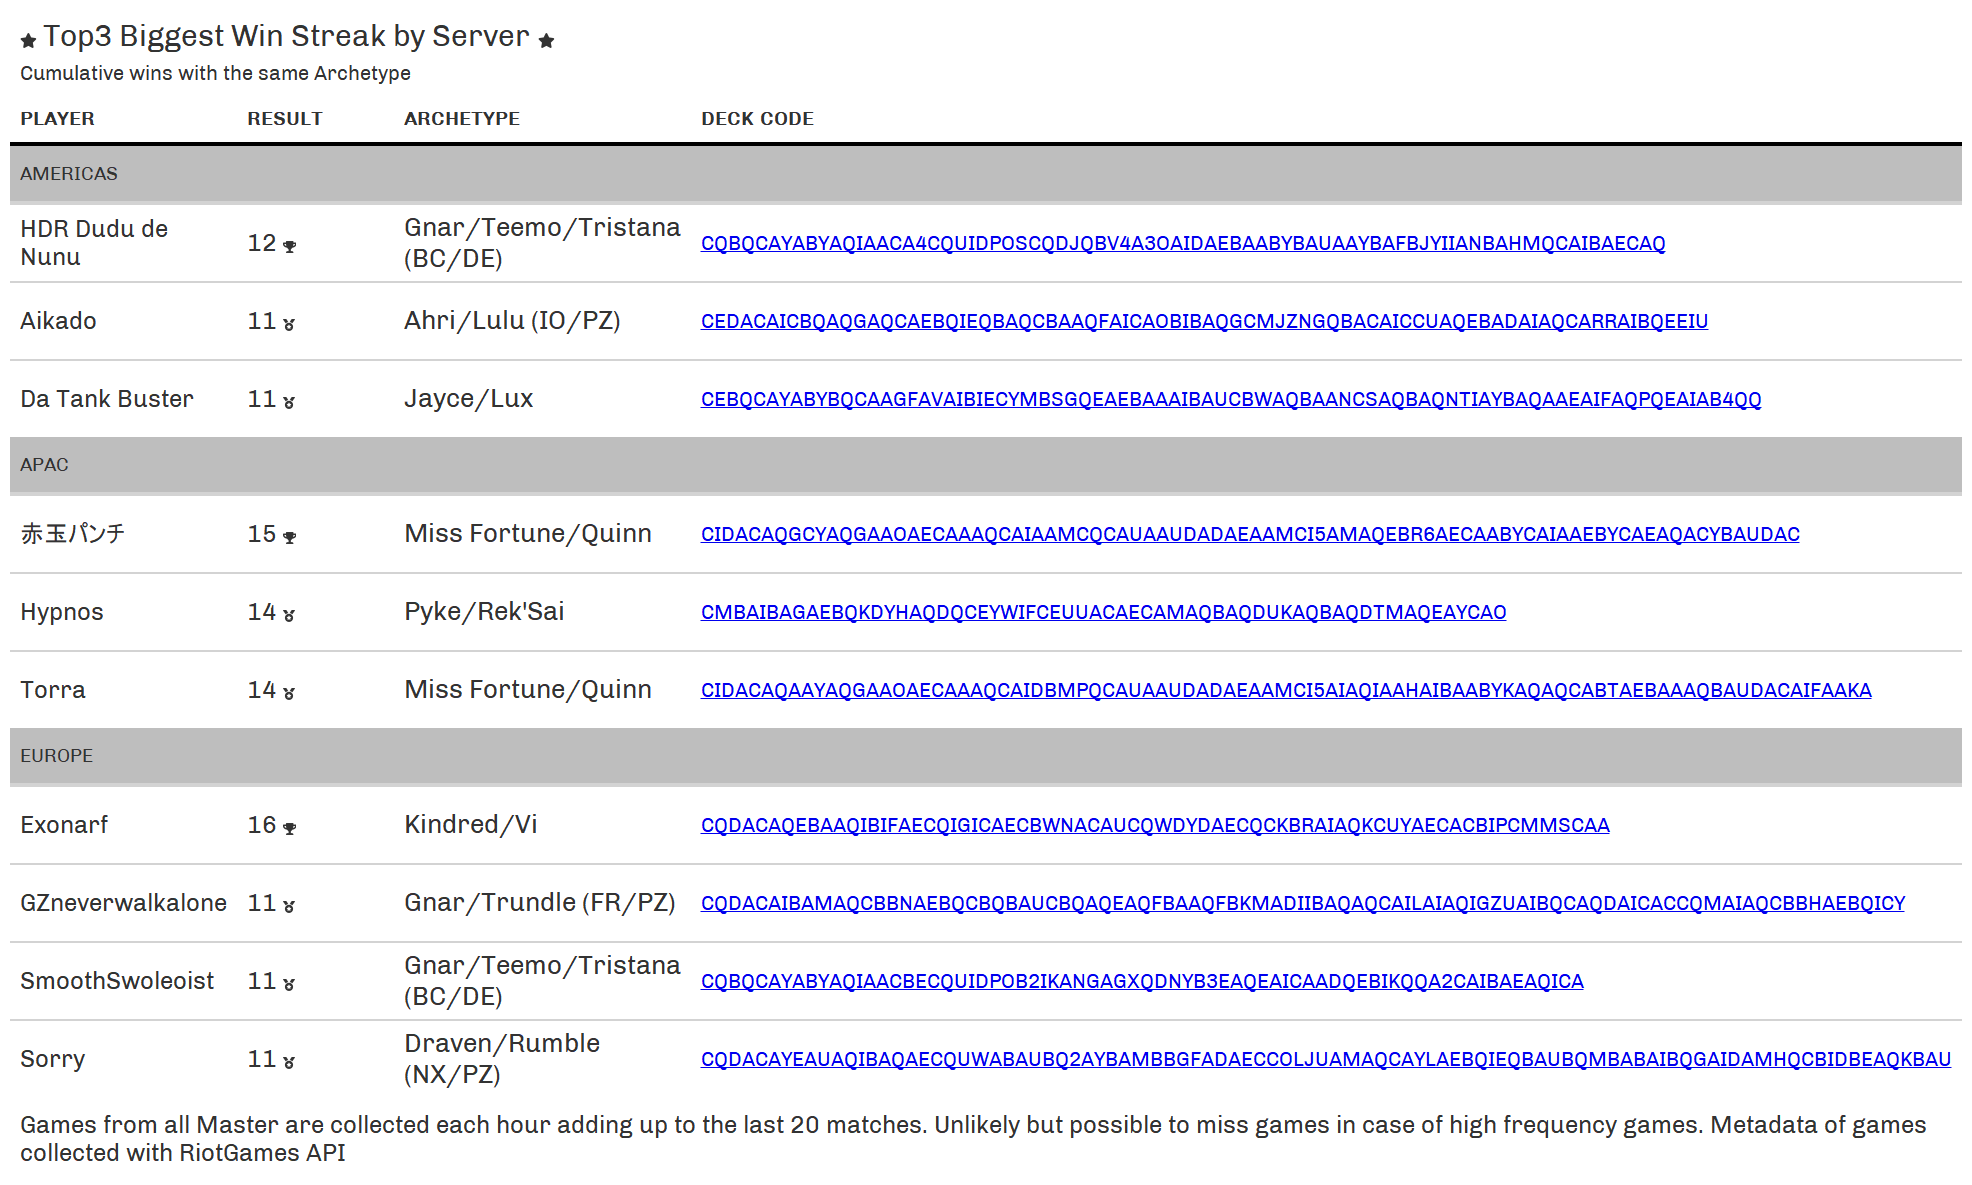 ★ Top3 Biggest Win Streak by Server ★
Cumulative wins with the same Archetype
PLAYER RESULT ARCHETYPE DECK CODE
AMERICAS
HDR Dudu de Nunu 12 Gnar/Teemo/Tristana (BC/DE) CQBQCAYABYAQIAACA4CQUIDPOSCQDJQBV4A3OAIDAEBAABYBAUAAYBAFBJYIIANBAHMQCAIBAECAQ
Aikado 11 Ahri/Lulu (IO/PZ) CEDACAICBQAQGAQCAEBQIEQBAQCBAAQFAICAOBIBAQGCMJZNGQBACAICCUAQEBADAIAQCARRAIBQEEIU
Da Tank Buster 11 Jayce/Lux CEBQCAYABYBQCAAGFAVAIBIECYMBSGQEAEBAAAIBAUCBWAQBAANCSAQBAQNTIAYBAQAAEAIFAQPQEAIAB4QQ
APAC
赤玉パンチ 15 Miss Fortune/Quinn CIDACAQGCYAQGAAOAECAAAQCAIAAMCQCAUAAUDADAEAAMCI5AMAQEBR6AECAABYCAIAAEBYCAEAQACYBAUDAC
Hypnos 14 Pyke/Rek'Sai CMBAIBAGAEBQKDYHAQDQCEYWIFCEUUACAECAMAQBAQDUKAQBAQDTMAQEAYCAO
Torra 14 Miss Fortune/Quinn CIDACAQAAYAQGAAOAECAAAQCAIDBMPQCAUAAUDADAEAAMCI5AIAQIAAHAIBAABYKAQAQCABTAEBAAAQBAUDACAIFAAKA
EUROPE
Exonarf 16 Kindred/Vi CQDACAQEBAAQIBIFAECQIGICAECBWNACAUCQWDYDAECQCKBRAIAQKCUYAECACBIPCMMSCAA
GZneverwalkalone 11 Gnar/Trundle (FR/PZ) CQDACAIBAMAQCBBNAEBQCBQBAUCBQAQEAQFBAAQFBKMADIIBAQAQCAILAIAQIGZUAIBQCAQDAICACCQMAIAQCBBHAEBQICY
SmoothSwoleoist 11 Gnar/Teemo/Tristana (BC/DE) CQBQCAYABYAQIAACBECQUIDPOB2IKANGAGXQDNYB3EAQEAICAADQEBIKQQA2CAIBAEAQICA
Sorry 11 Draven/Rumble (NX/PZ) CQDACAYEAUAQIBAQAECQUWABAUBQ2AYBAMBBGFADAECCOLJUAMAQCAYLAEBQIEQBAUBQMBABAIBQGAIDAMHQCBIDBEAQKBAU
Games from all Master are collected each hour adding up to the last 20 matches. Unlikely but possible to miss games in case of high frequency games. Metadata of games
collected with RiotGames API